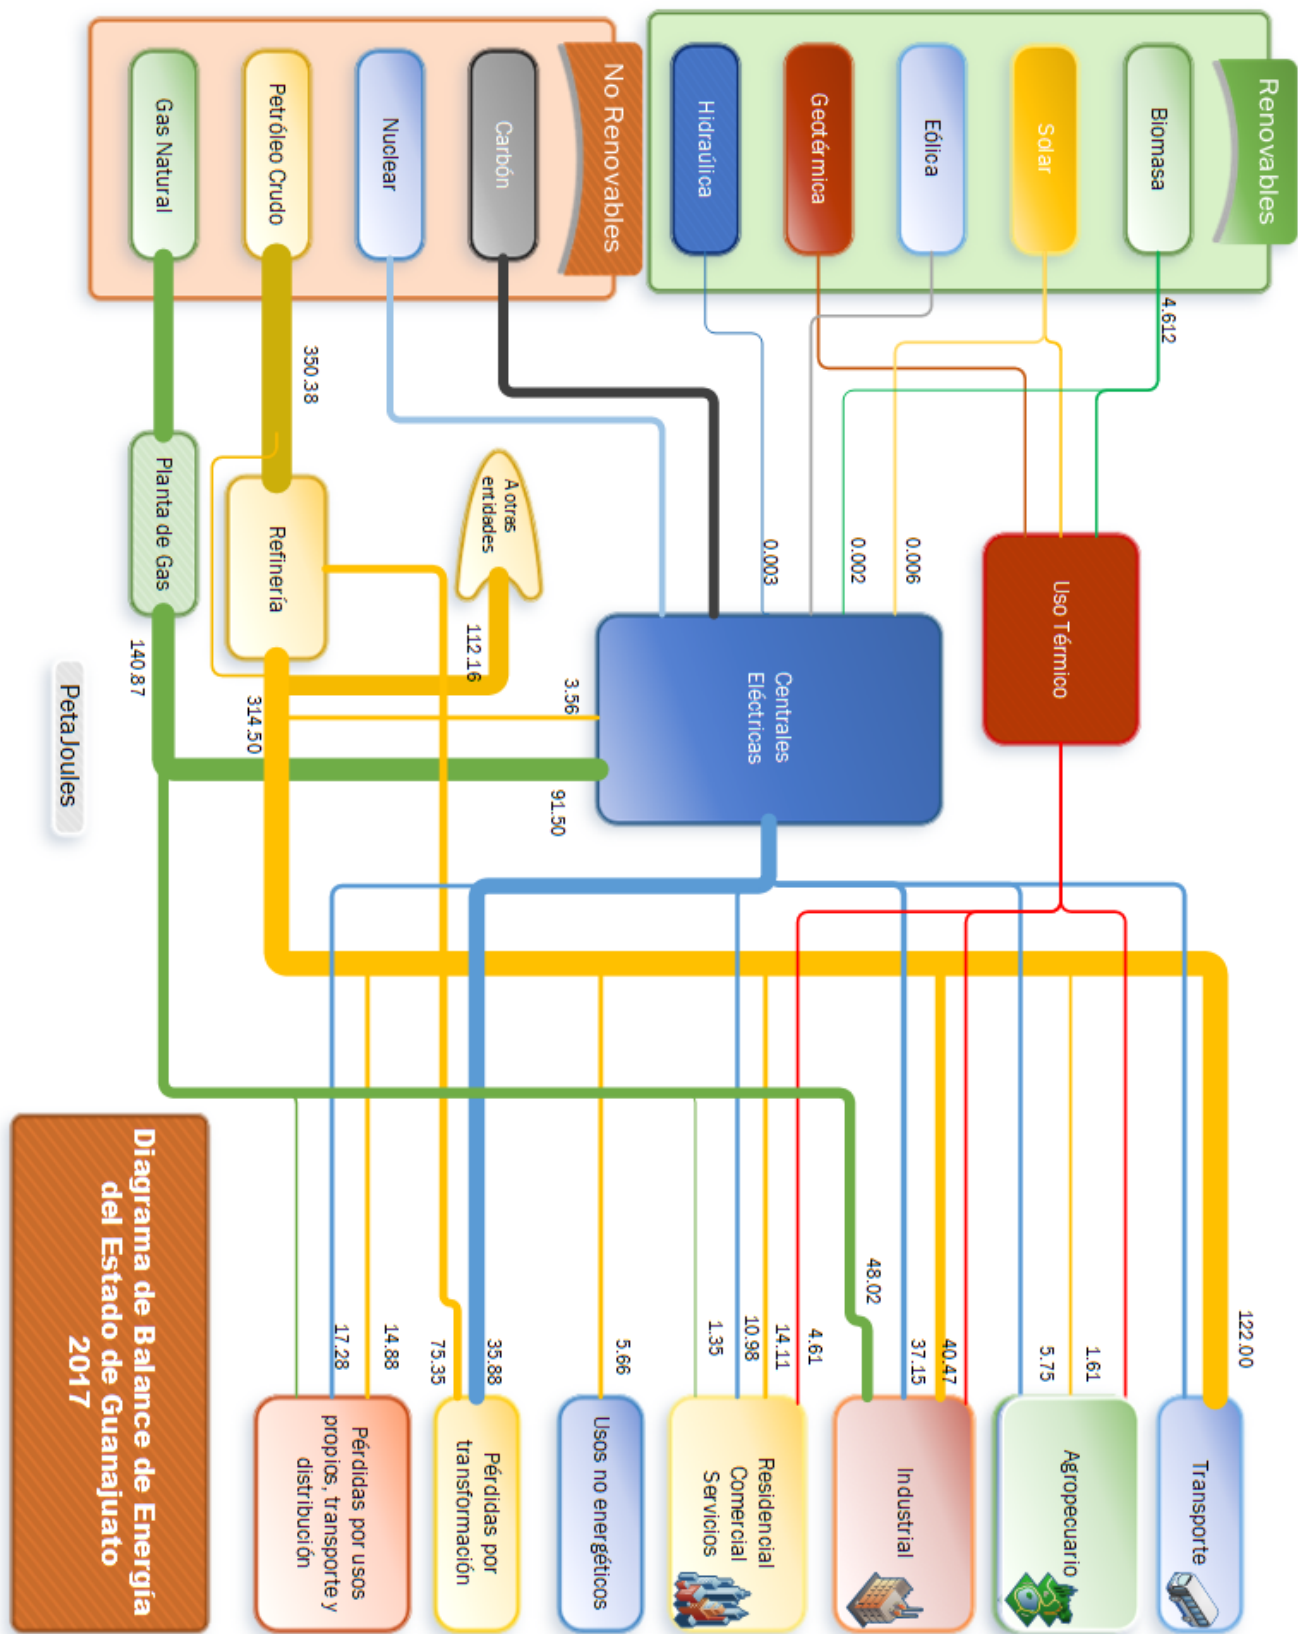 Renovables
Biomasa
Solar
Eólica
Geotérmica
Hidraúlica
No Renovables
Carbón
Nuclear
Petróleo Crudo
Gas Natural
4.612
350.38
Uso Térmico
0.006
0.002
0.003
Centrales
Eléctricas
A otras
entidades
112.16
3.56
91.50
Refinería
314.50
Planta de Gas
140.87
PetaJoules
122.00
Transporte
1.61
5.75
Agropecuario
40.47
37.15
48.02
Industrial
4.61
14.11
10.98
1.35
Residencial
Comercial
Servicios
5.66
Usos no energéticos
35.88
75.35
Pérdidas por
transformación
14.88
17.28
Pérdidas por usos
propios, transporte y
distribución
Diagrama de Balance de Energía
del Estado de Guanajuato
2017